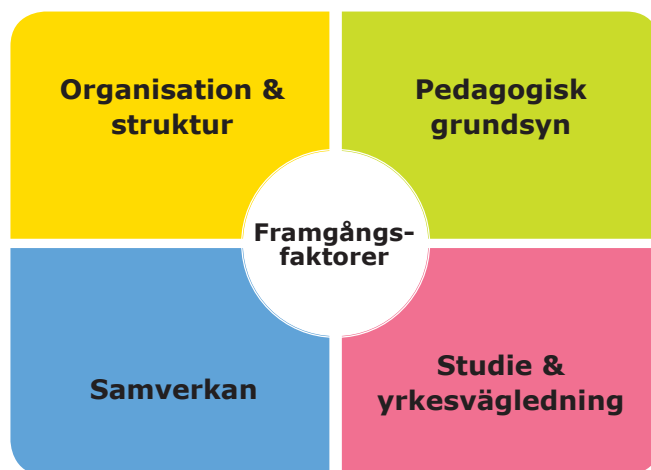 Organisation &
struktur
Pedagogisk
grundsyn
Framgångs-
faktorer
Samverkan
Studie &
yrkesvägledning